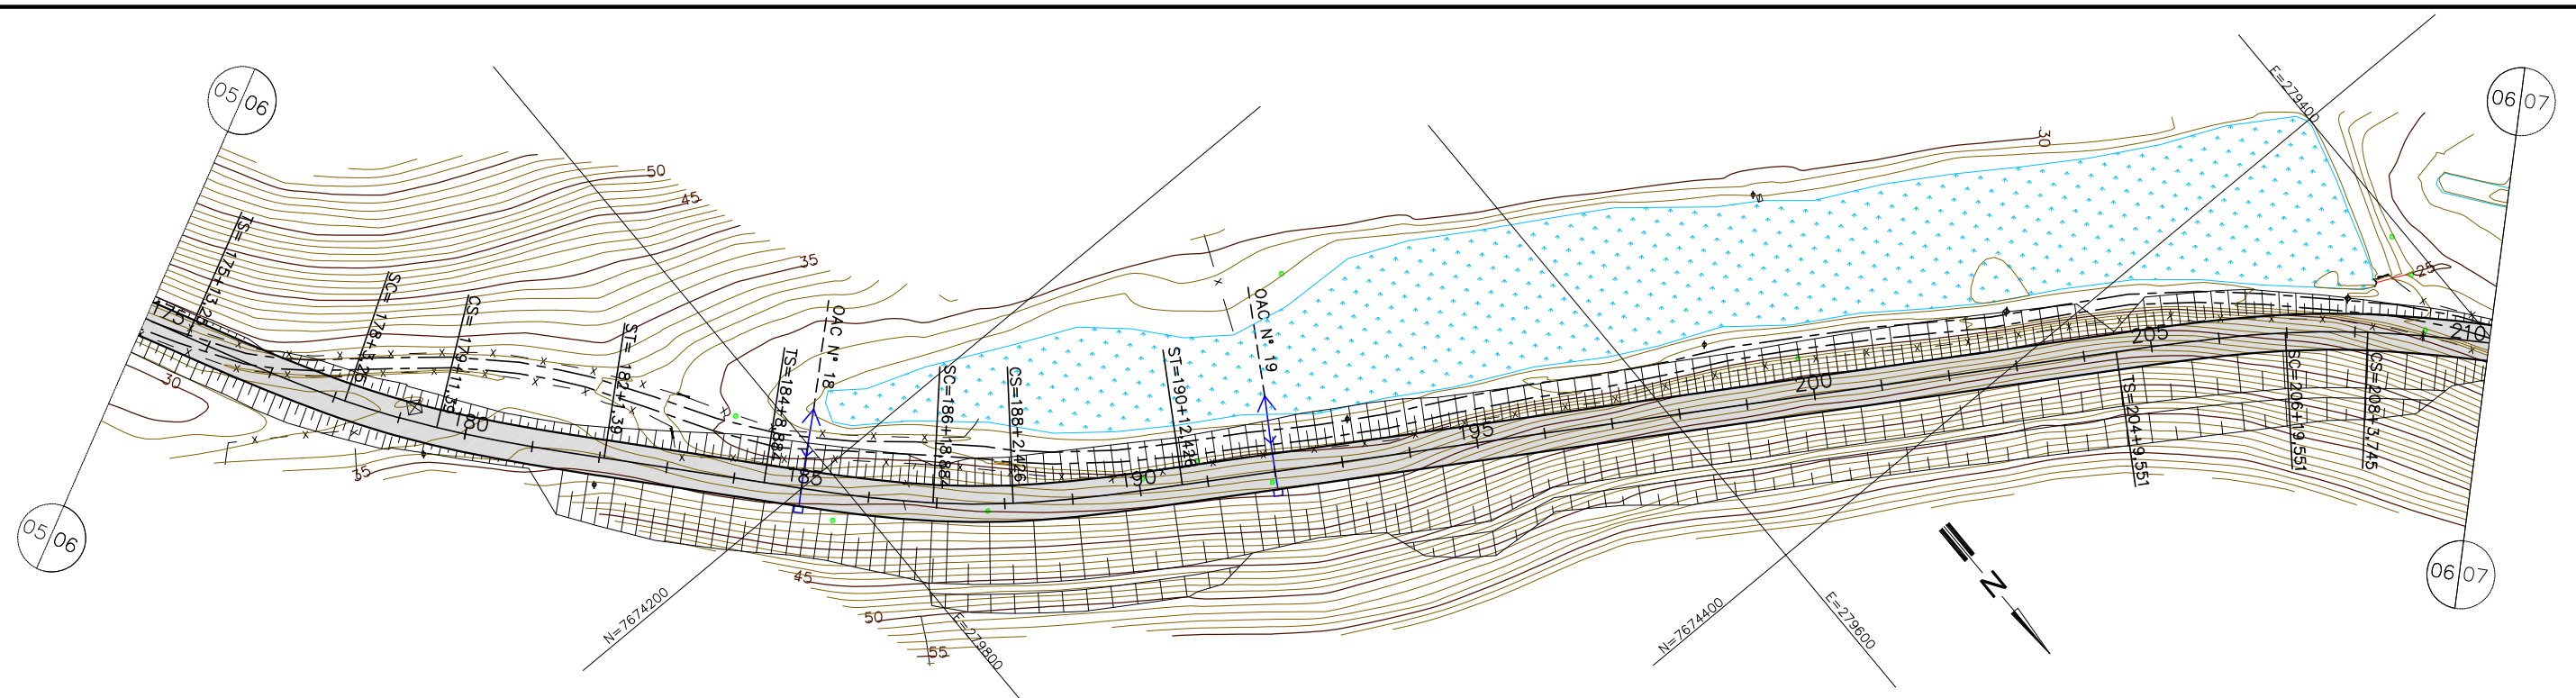 05 06
05 06
175
TS= 175+13,25
SC= 178+3,25
CS= 179+11,39
180
ST= 182+1,39
TS=184+8,884
OAC N° 18
185
SC=186+18,884
CS=188+2,426
190
ST=190+12,426
OAC N° 19
195
200
205
TS=204+9,551
SC=206+19,551
CS=208+3,745
210
50
45
35
30
35
30
25
45
50
55
N=7674200
E=279800
N=7674400
E=279600
E=279400
N
06 07
06 07